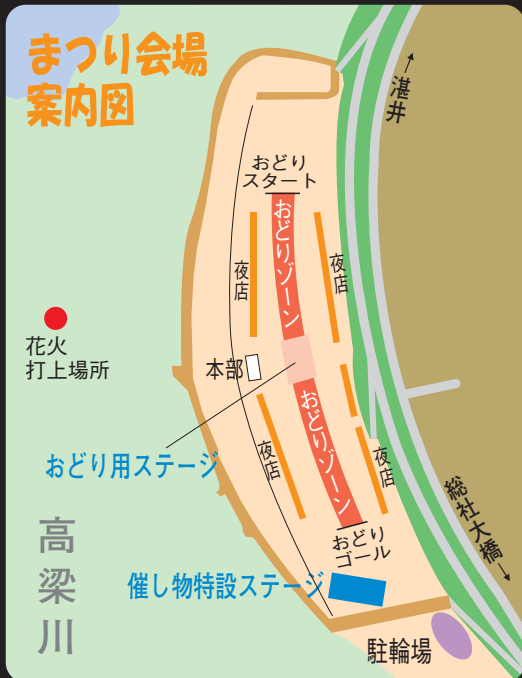 まつり会場
案内図
←湛井
おどり
スタート
おどりゾーン
夜店
夜店
花火
打上場所
本部
おどり用ステージ
おどりゾーン
夜店
夜店
総社大橋→
おどり
ゴール
高梁川
催し物特設ステージ
駐輪場